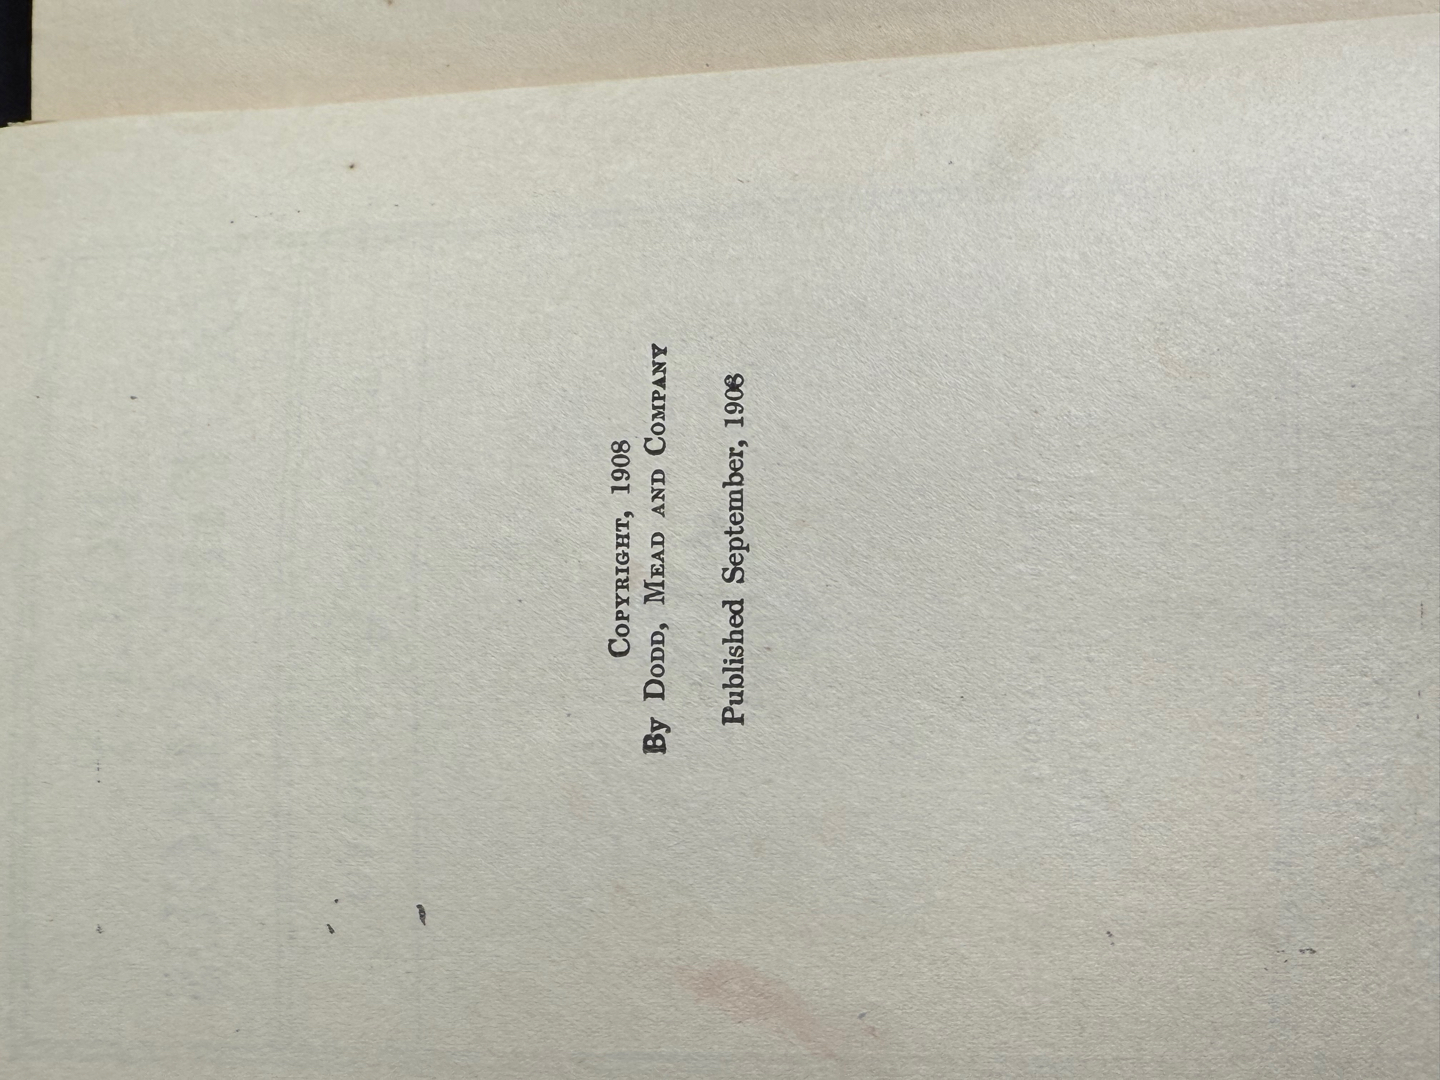 Copyright, 1908
By Dodd, Mead and Company
Published September, 1908